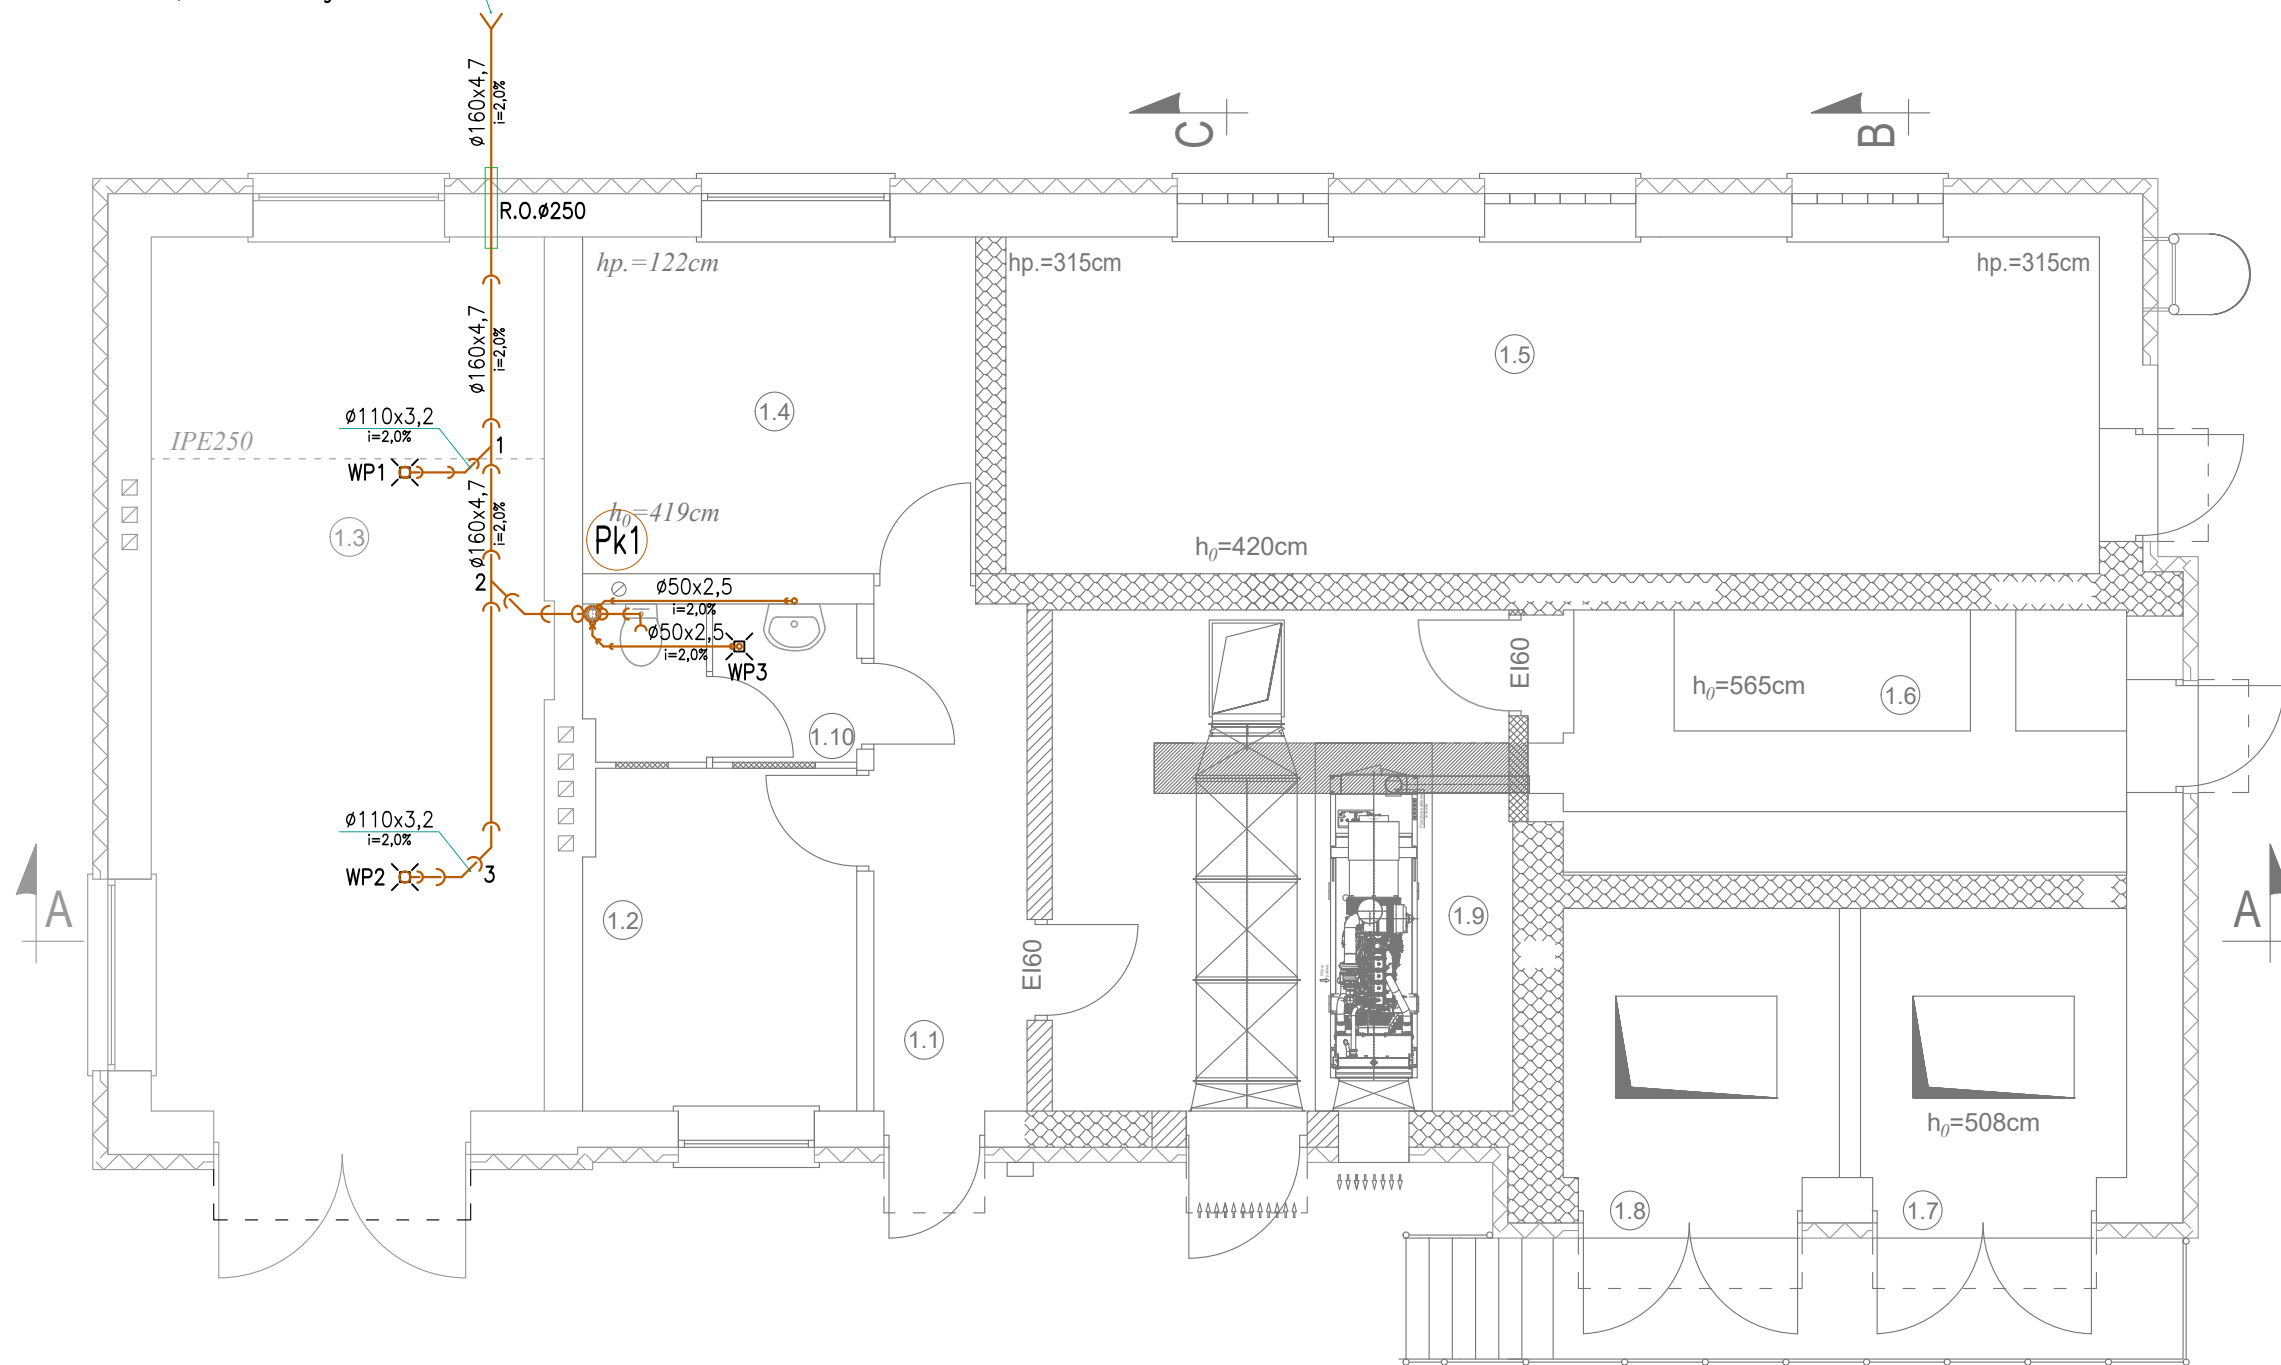 ø160x4,7
i=2,0%
C
B
R.O.ø250
hp.=122cm
hp.=315cm
hp.=315cm
ø160x4,7
i=2,0%
1.5
ø110x3,2
i=2,0%
1.4
IPE250
1
WP1
ø160x4,7
i=2,0%
h0=419cm
1.3
Pk1
h0=420cm
2
ø50x2,5
i=2,0%
ø50x2,5
i=2,0%
WP3
EI60
h0=565cm
1.6
1.10
ø110x3,2
i=2,0%
WP2
3
A
1.2
1.9
A
EI60
1.1
h0=508cm
1.8
1.7